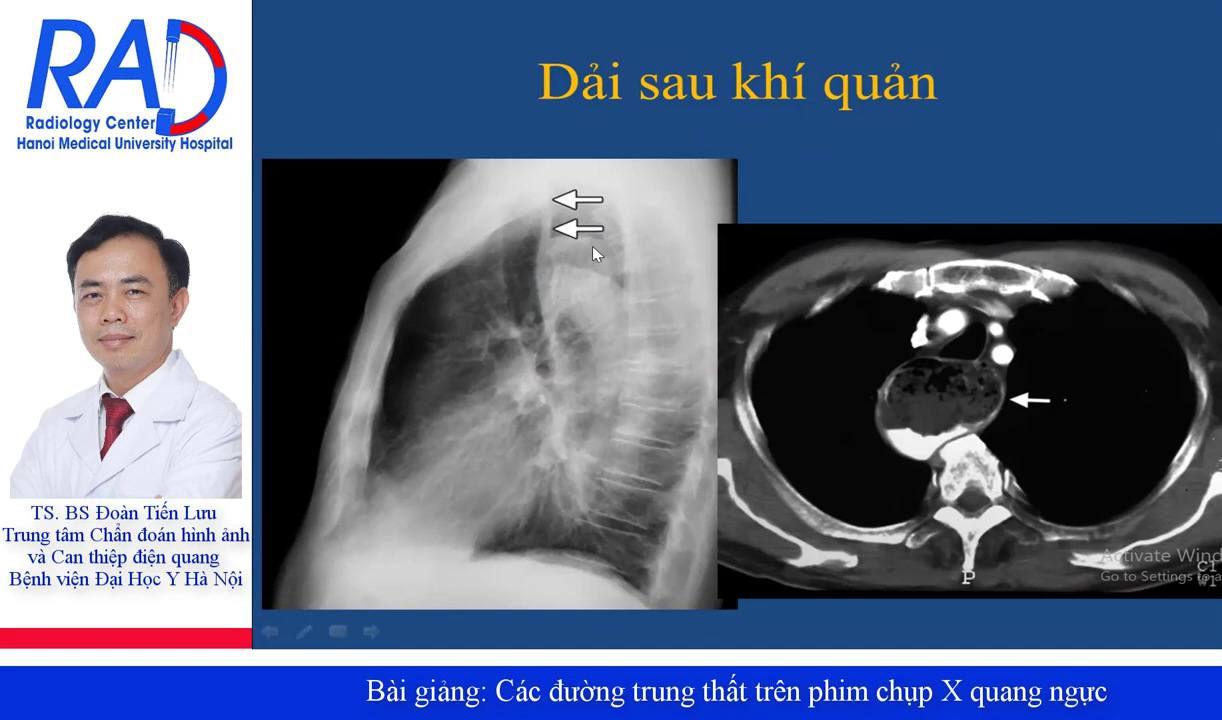 RAD
Radiology Center
Hanoi Medical University Hospital
Dải sau khí quản
TS. BS Đoàn Tiến Lưu
Trung tâm Chẩn đoán hình ảnh
và Can thiệp điện quang
Bệnh viện Đại Học Y Hà Nội
P
Activate Wind
Go to Settings to a
Bài giảng: Các đường trung thất trên phim chụp X quang ngực